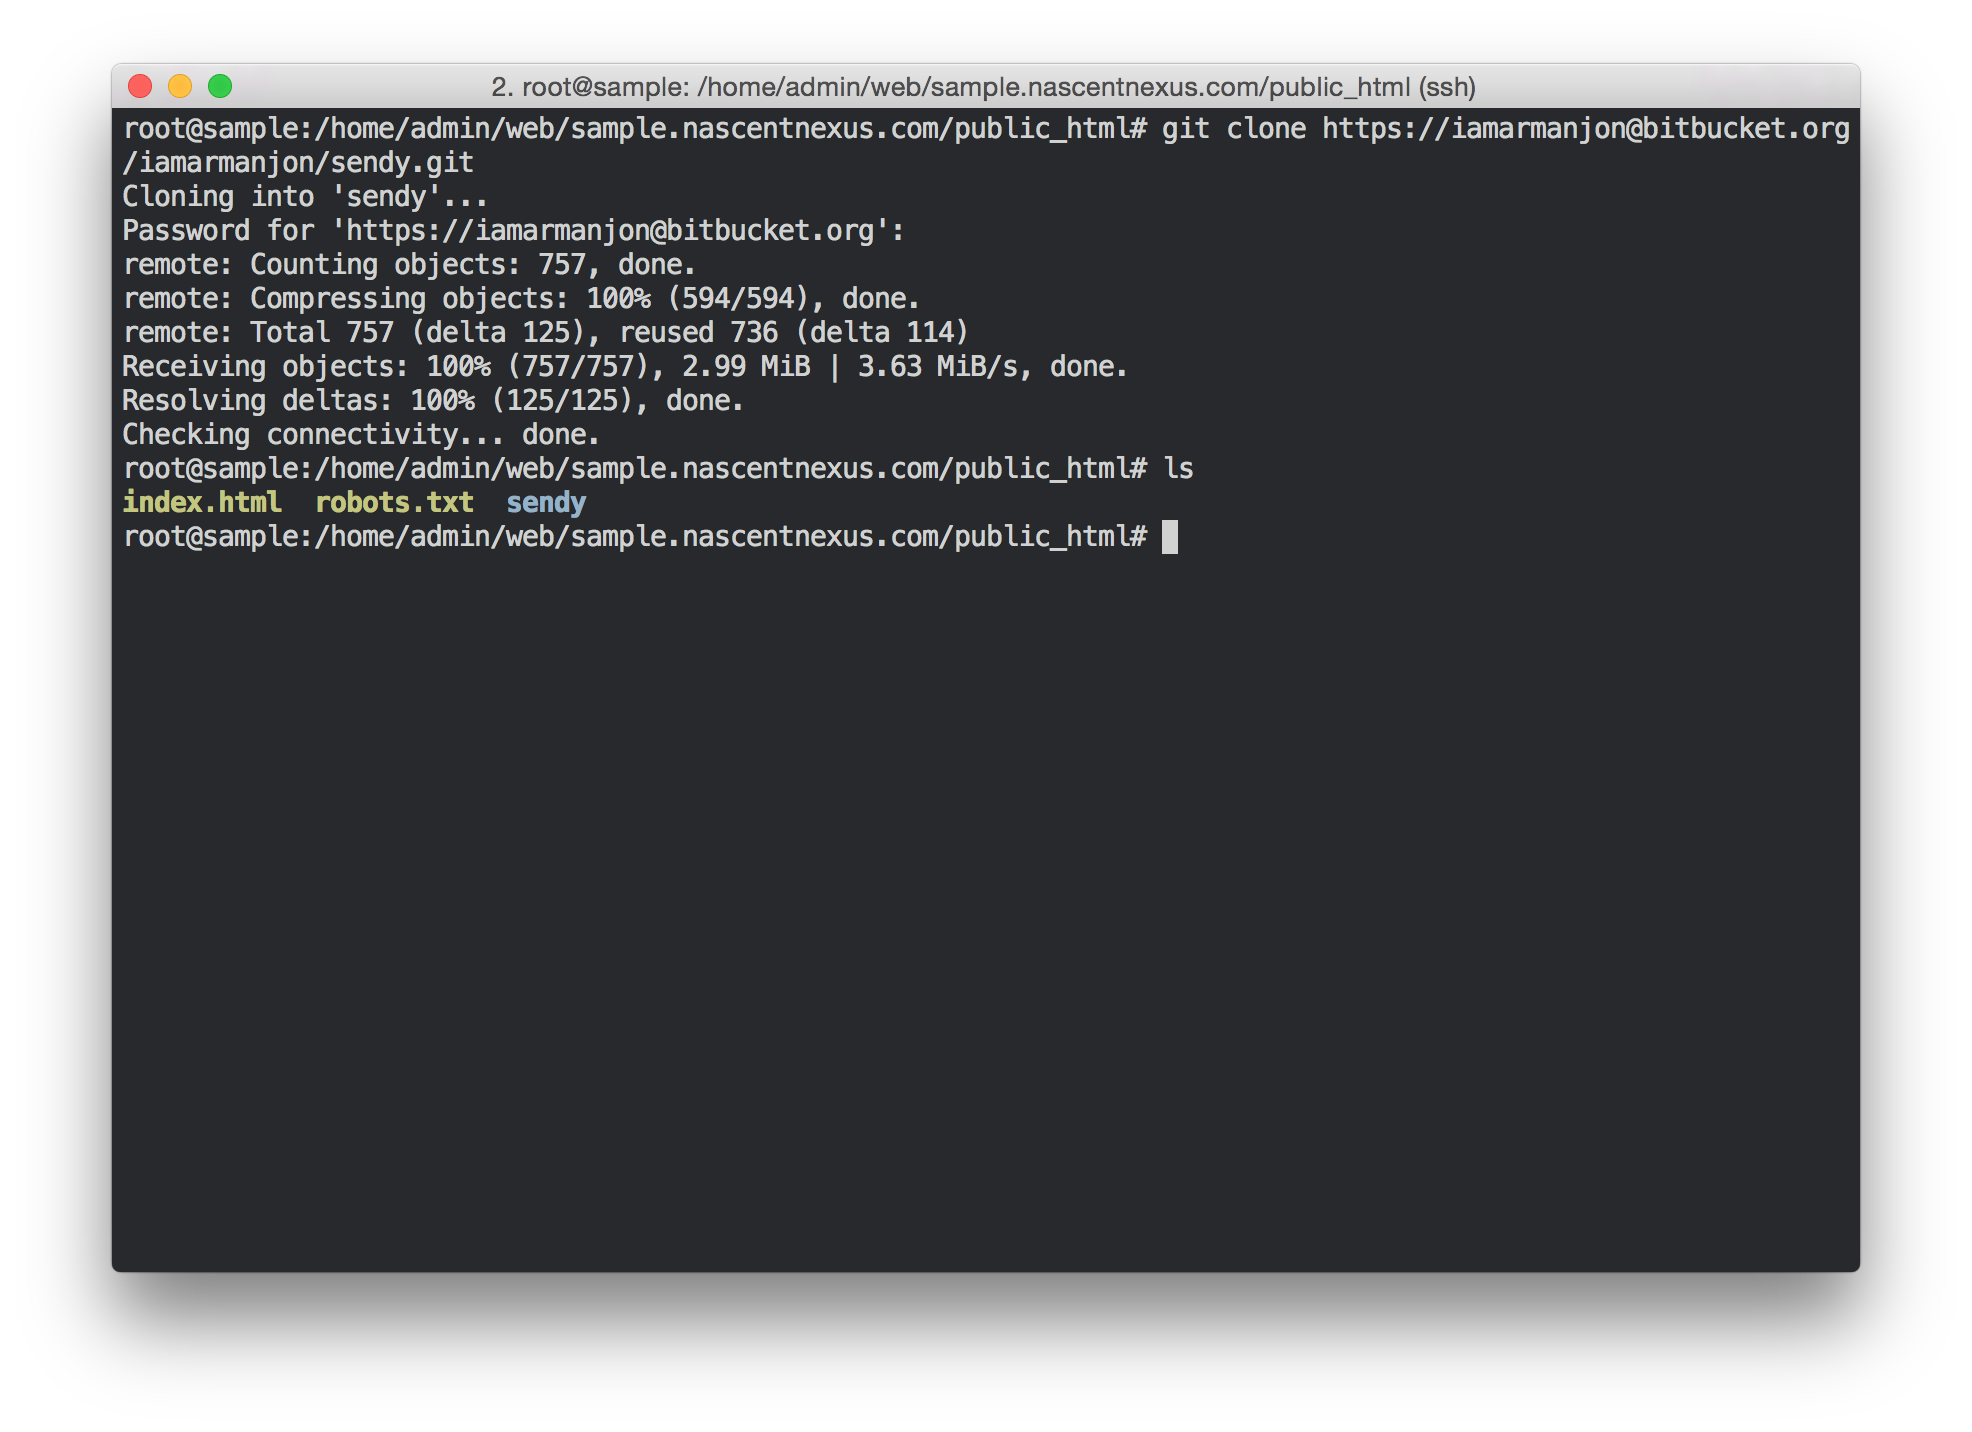 2. root@sample: /home/admin/web/sample.nascentnexus.com/public_html (ssh)
root@sample:/home/admin/web/sample.nascentnexus.com/public_html# git clone https://iamarmanjon@bitbucket.org
/iamarmanjon/sendy.git
Cloning into 'sendy'...
Password for 'https://iamarmanjon@bitbucket.org':
remote: Counting objects: 757, done.
remote: Compressing objects: 100% (594/594), done.
remote: Total 757 (delta 125), reused 736 (delta 114)
Receiving objects: 100% (757/757), 2.99 MiB | 3.63 MiB/s, done.
Resolving deltas: 100% (125/125), done.
Checking connectivity... done.
root@sample:/home/admin/web/sample.nascentnexus.com/public_html# ls
index.html  robots.txt  sendy
root@sample:/home/admin/web/sample.nascentnexus.com/public_html#